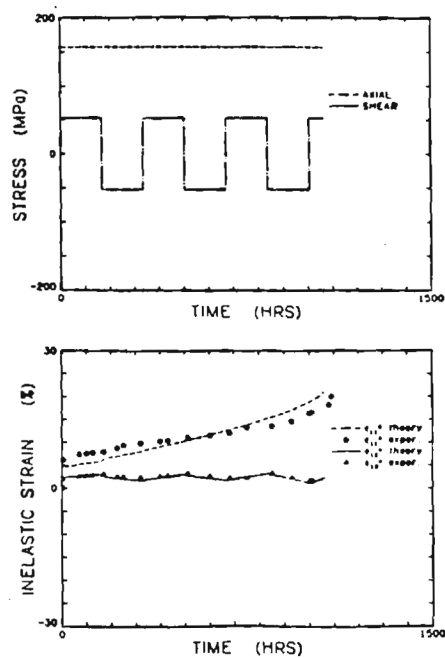 200
STRESS (MPa)
0
-200
AXIAL
SHEAR
0
1500
TIME (HRS)
30
INELASTIC STRAIN (%)
0
-30
theory
exper.
theory
exper.
0
1500
TIME (HRS)